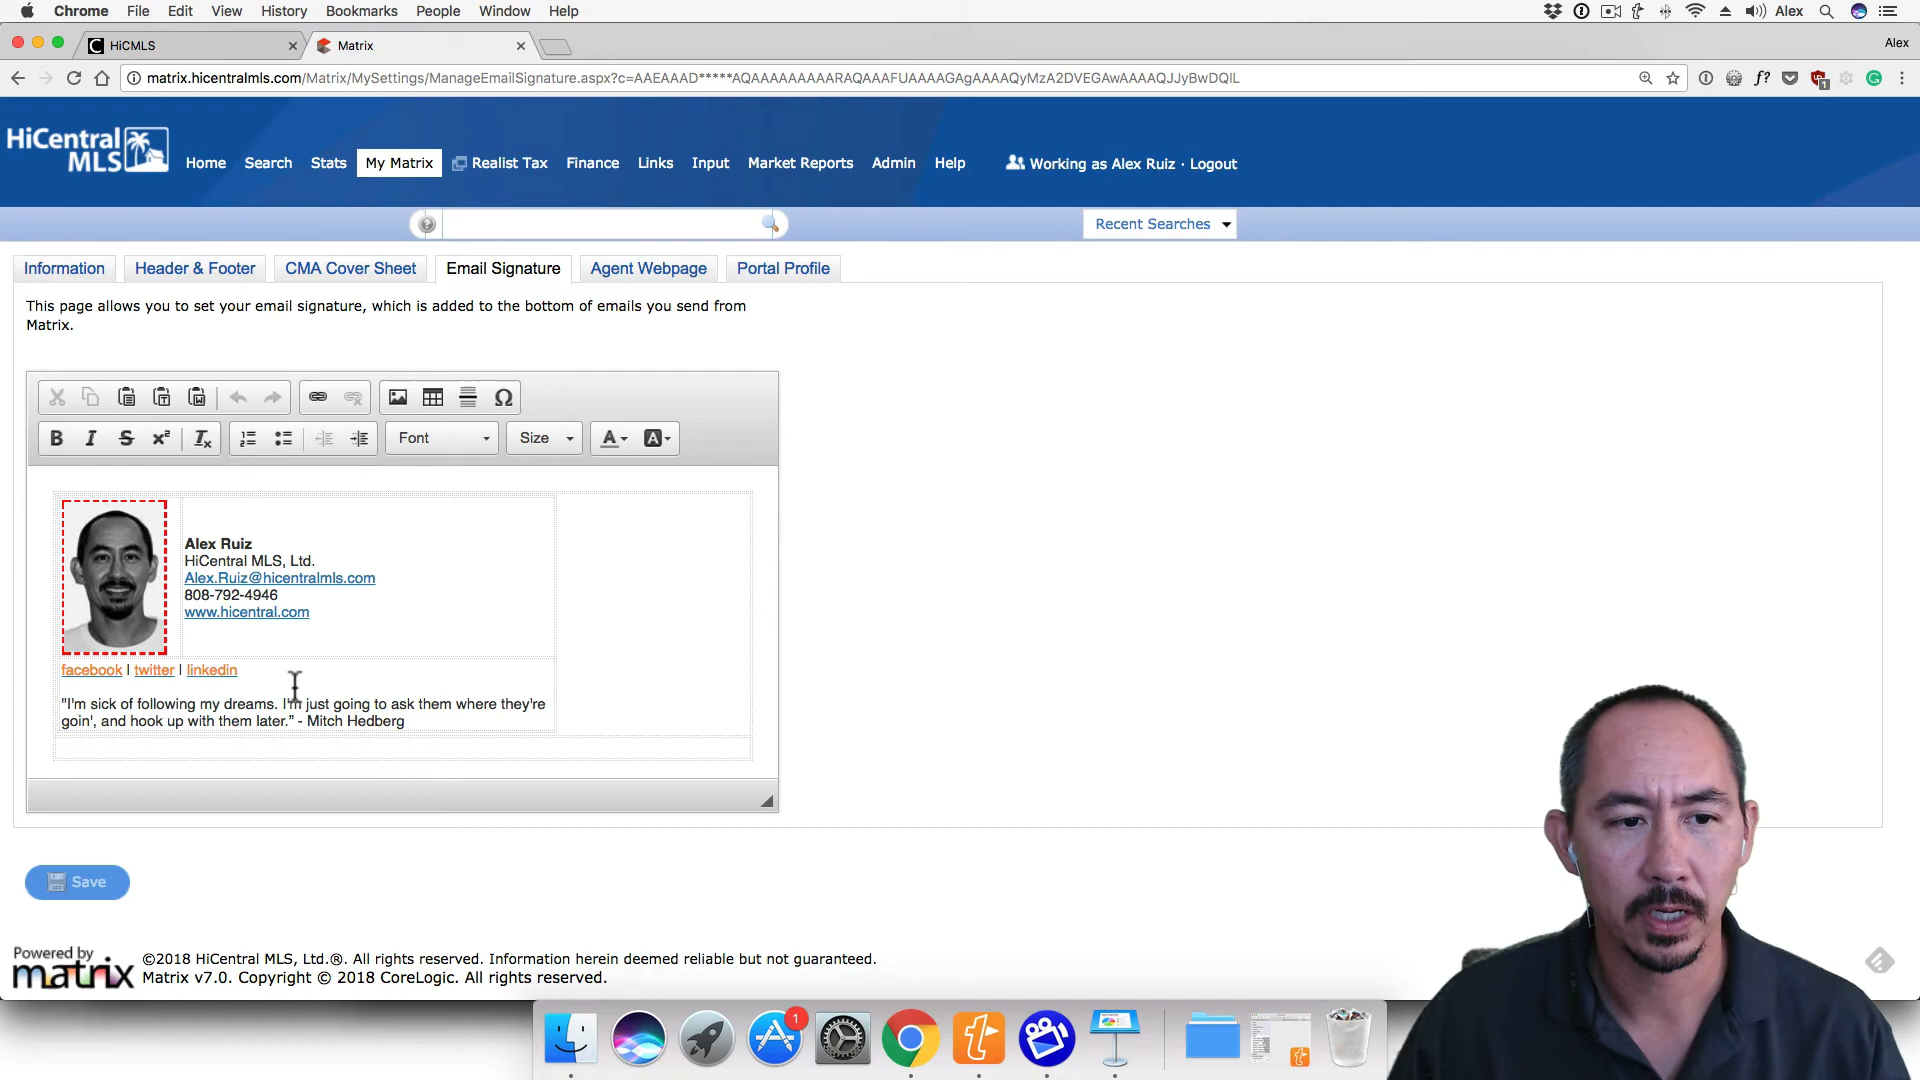 Chrome File Edit View History Bookmarks People Window Help Alex
HiCMLS Matrix Alex
matrix.hicentralmls.com/Matrix/MySettings/ManageEmailSignature.aspx?c=AAEAAAD*****AQAAAAAAAAARAQAAAFUAAAAGAgAAAAQyMzA2DVEGAwAAAAQJJyBwDQlL
HiCentral
MLS
Home Search Stats My Matrix Realist Tax Finance Links Input Market Reports Admin Help Working as Alex Ruiz · Logout
Recent Searches
Information Header & Footer CMA Cover Sheet Email Signature Agent Webpage Portal Profile
This page allows you to set your email signature, which is added to the bottom of emails you send from
Matrix.
Font Size
Alex Ruiz
HiCentral MLS, Ltd.
Alex.Ruiz@hicentralmls.com
808-792-4946
www.hicentral.com
facebook | twitter | linkedin
"I'm sick of following my dreams. I'm just going to ask them where they're
goin', and hook up with them later.” - Mitch Hedberg
Save
Powered by
matrix
©2018 HiCentral MLS, Ltd.®. All rights reserved. Information herein deemed reliable but not guaranteed.
Matrix v7.0. Copyright © 2018 CoreLogic. All rights reserved.
1